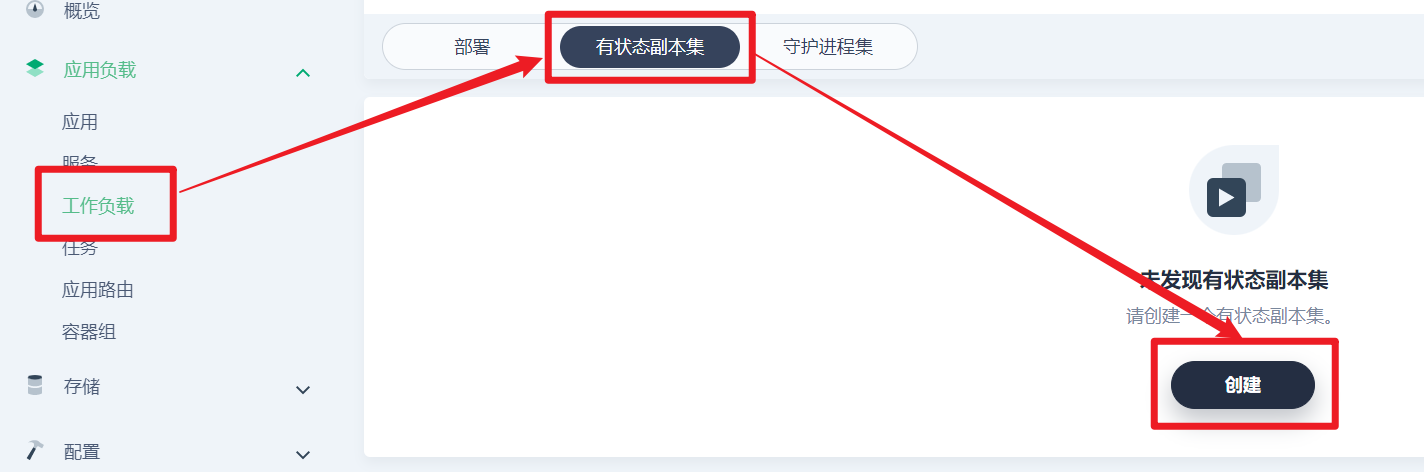 概览
应用负载
应用
服务
工作负载
任务
应用路由
容器组
存储
配置
部署
有状态副本集
守护进程集
未发现有状态副本集
请创建一个有状态副本集。
创建